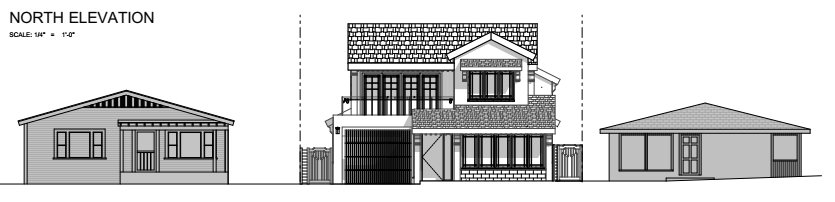 NORTH ELEVATION
SCALE: 1/4" = 1'-0"